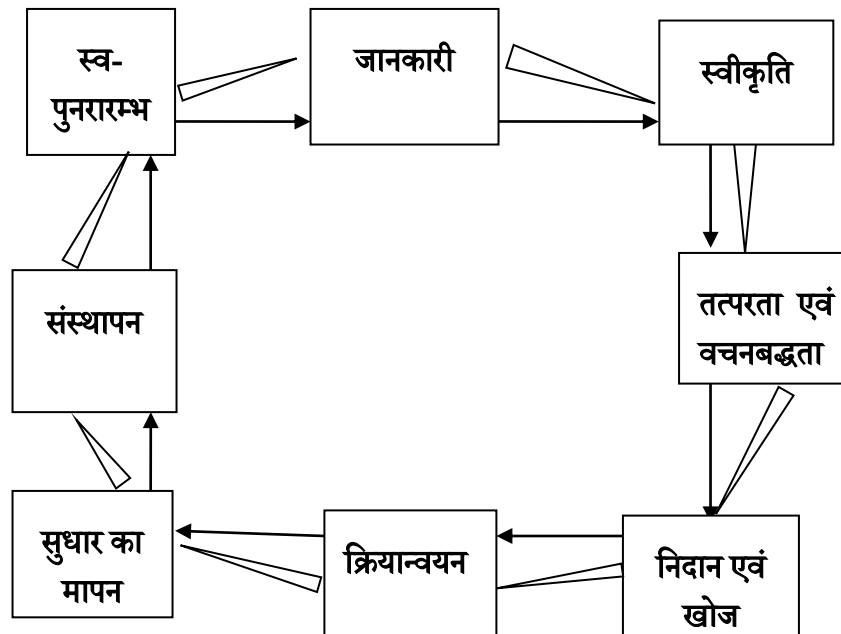 स्व-
पुनरारम्भ
जानकारी
स्वीकृति
तत्परता एवं
वचनबद्धता
निदान एवं
खोज
क्रियान्वयन
सुधार का
मापन
संस्थापन